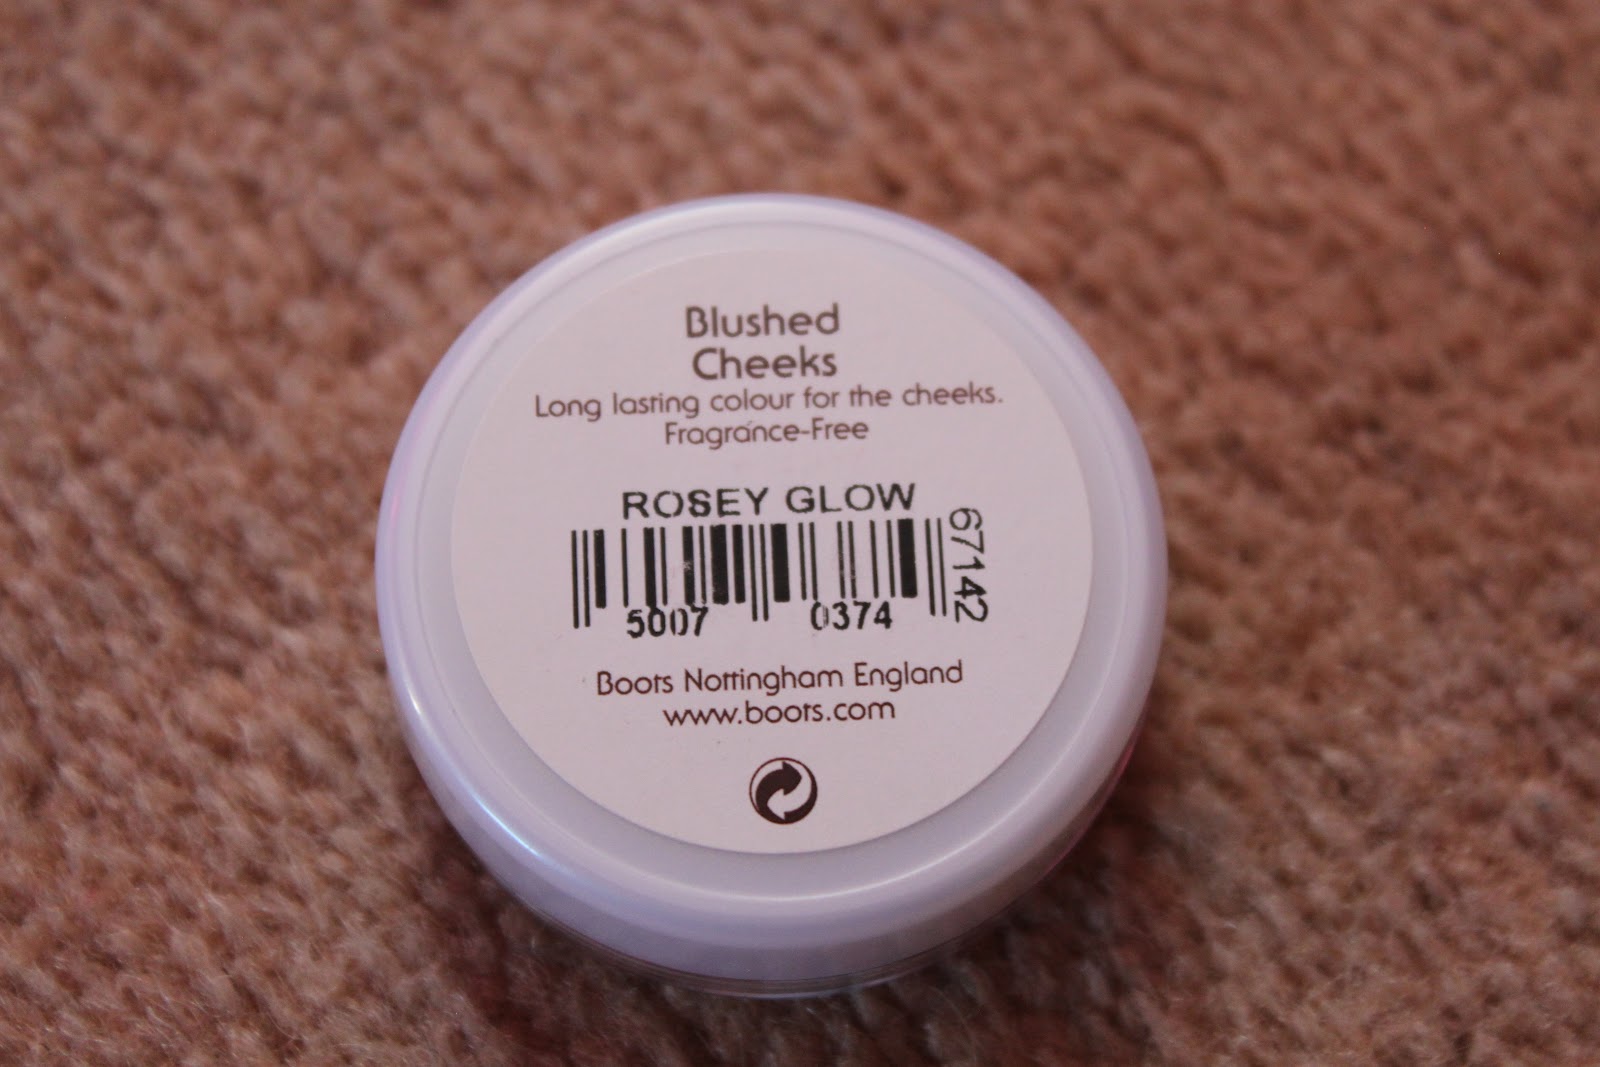 Blushed
Cheeks
Long lasting colour for the cheeks.
Fragrance-Free
ROSEY GLOW
5007 0374
67142
Boots Nottingham England
www.boots.com